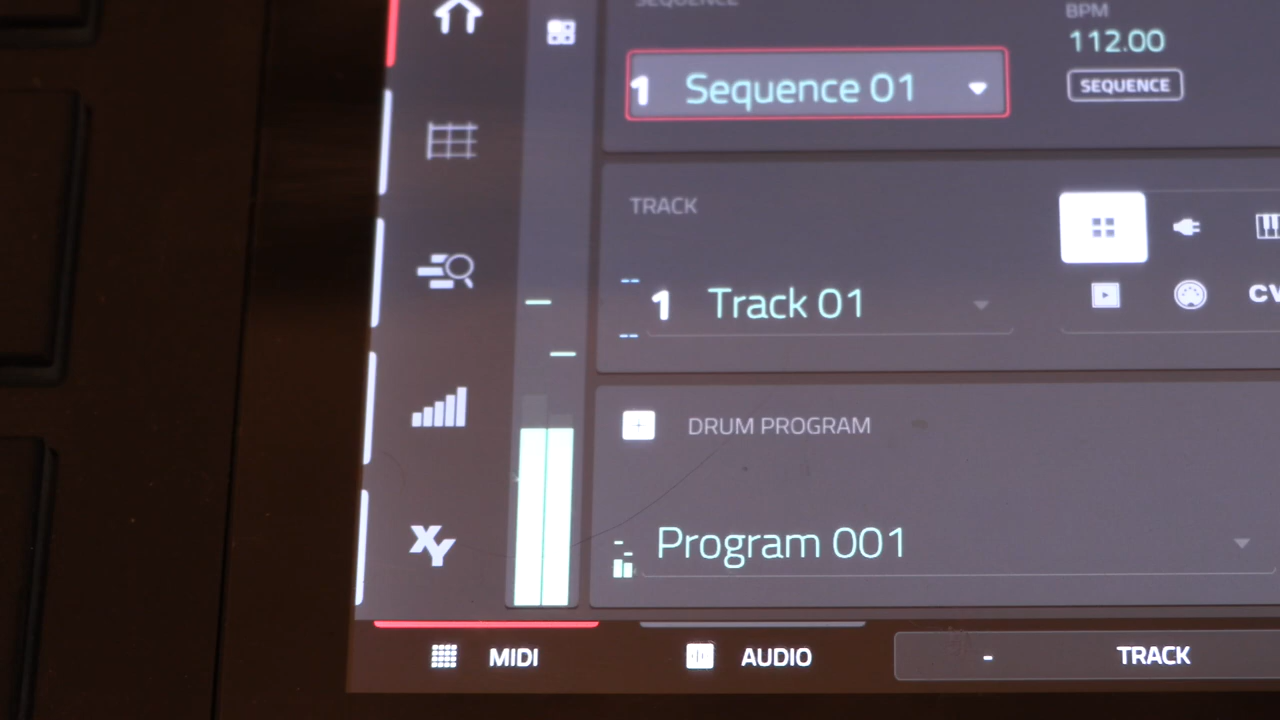 SEQUENCE
BPM
112.00
1 Sequence 01
SEQUENCE
TRACK
1 Track 01
CV
DRUM PROGRAM
Program 001
XY
MIDI
AUDIO
- TRACK